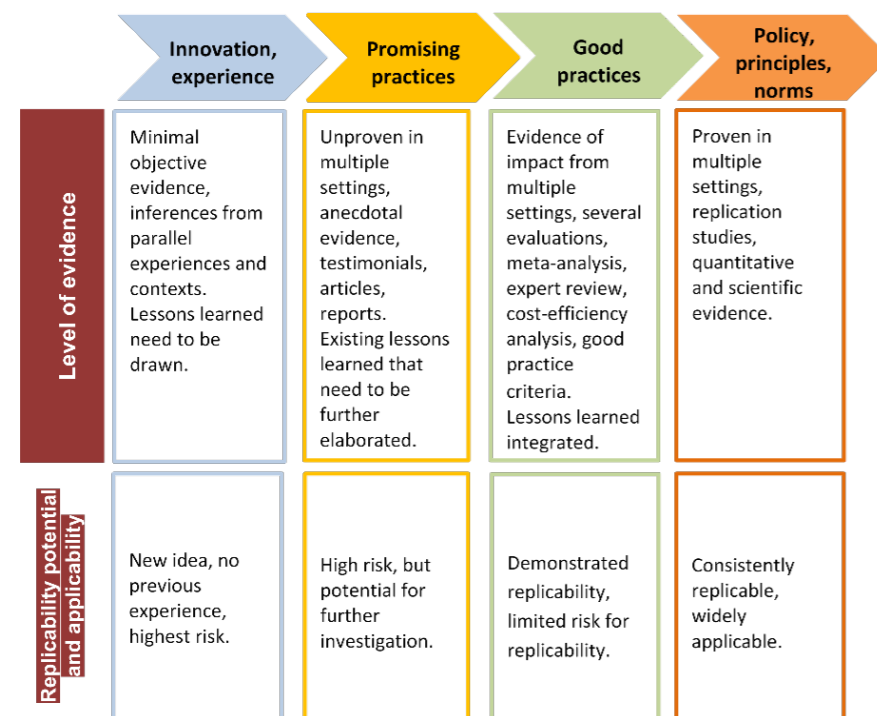 Innovation,
experience
Promising
practices
Good
practices
Policy,
principles,
norms
Level of evidence
Minimal
objective
evidence,
inferences from
parallel
experiences and
contexts.
Lessons learned
need to be
drawn.
Unproven in
multiple
settings,
anecdotal
evidence,
testimonials,
articles,
reports.
Existing lessons
learned that
need to be
further
elaborated.
Evidence of
impact from
multiple
settings, several
evaluations,
meta-analysis,
expert review,
cost-efficiency
analysis, good
practice
criteria.
Lessons learned
integrated.
Proven in
multiple
settings,
replication
studies,
quantitative
and scientific
evidence.
Replicability potential
and applicability
New idea, no
previous
experience,
highest risk.
High risk, but
potential for
further
investigation.
Demonstrated
replicability,
limited risk for
replicability.
Consistently
replicable,
widely
applicable.